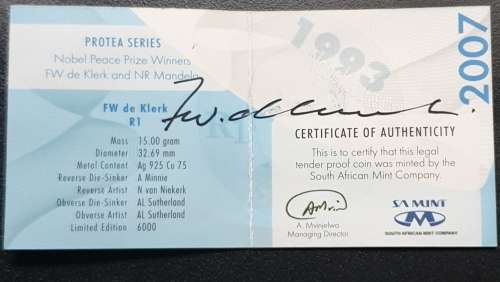 PROTEA SERIES
Nobel Peace Prize Winners
FW de Klerk and NR Mandela
FW de Klerk
R1
Mass 15.00 gram
Diameter 32.69 mm
Metal Content Ag 925 Cu 75
Reverse Die-Sinker A Minnie
Reverse Artist N van Niekerk
Obverse Die-Sinker AL Sutherland
Obverse Artist AL Sutherland
Limited Edition 6000
1993
2007
F.W. de Klerk.
CERTIFICATE OF AUTHENTICITY
This is to certify that this legal
tender proof coin was minted by the
South African Mint Company.
A. Mvinjelwa
Managing Director
SA MINT
SOUTH AFRICAN MINT COMPANY